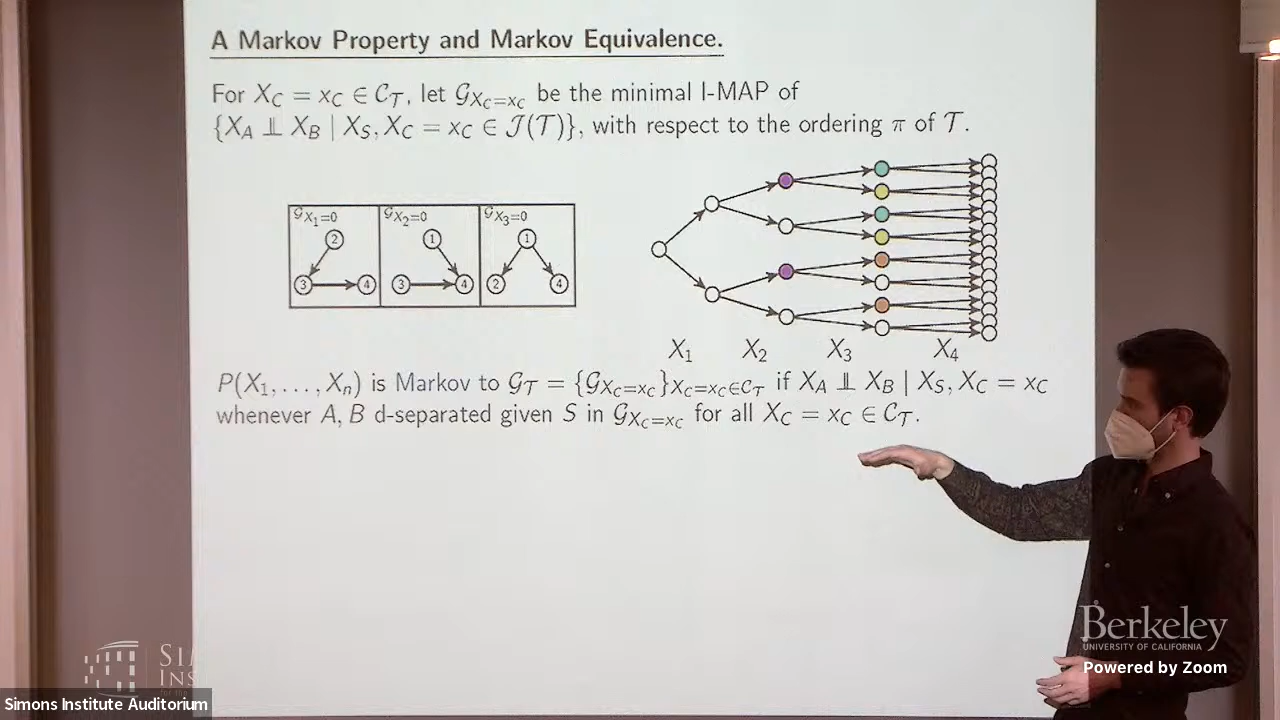 A Markov Property and Markov Equivalence.
For X_C = x_C ∈ C_T, let G_{X_C=x_C} be the minimal I-MAP of
{X_A ⫫ X_B | X_S, X_C = x_C ∈ J(T)}, with respect to the ordering π of T.
G_{X_1=0} G_{X_2=0} G_{X_3=0}
2 1 1
3 4 3 4 2 4
X_1 X_2 X_3 X_4
P(X_1, . . . , X_n) is Markov to G_T = {G_{X_C=x_C}}_{X_C=x_C∈C_T} if X_A ⫫ X_B | X_S, X_C = x_C
whenever A, B d-separated given S in G_{X_C=x_C} for all X_C = x_C ∈ C_T.
Berkeley
UNIVERSITY OF CALIFORNIA
Powered by Zoom
Simons Institute Auditorium